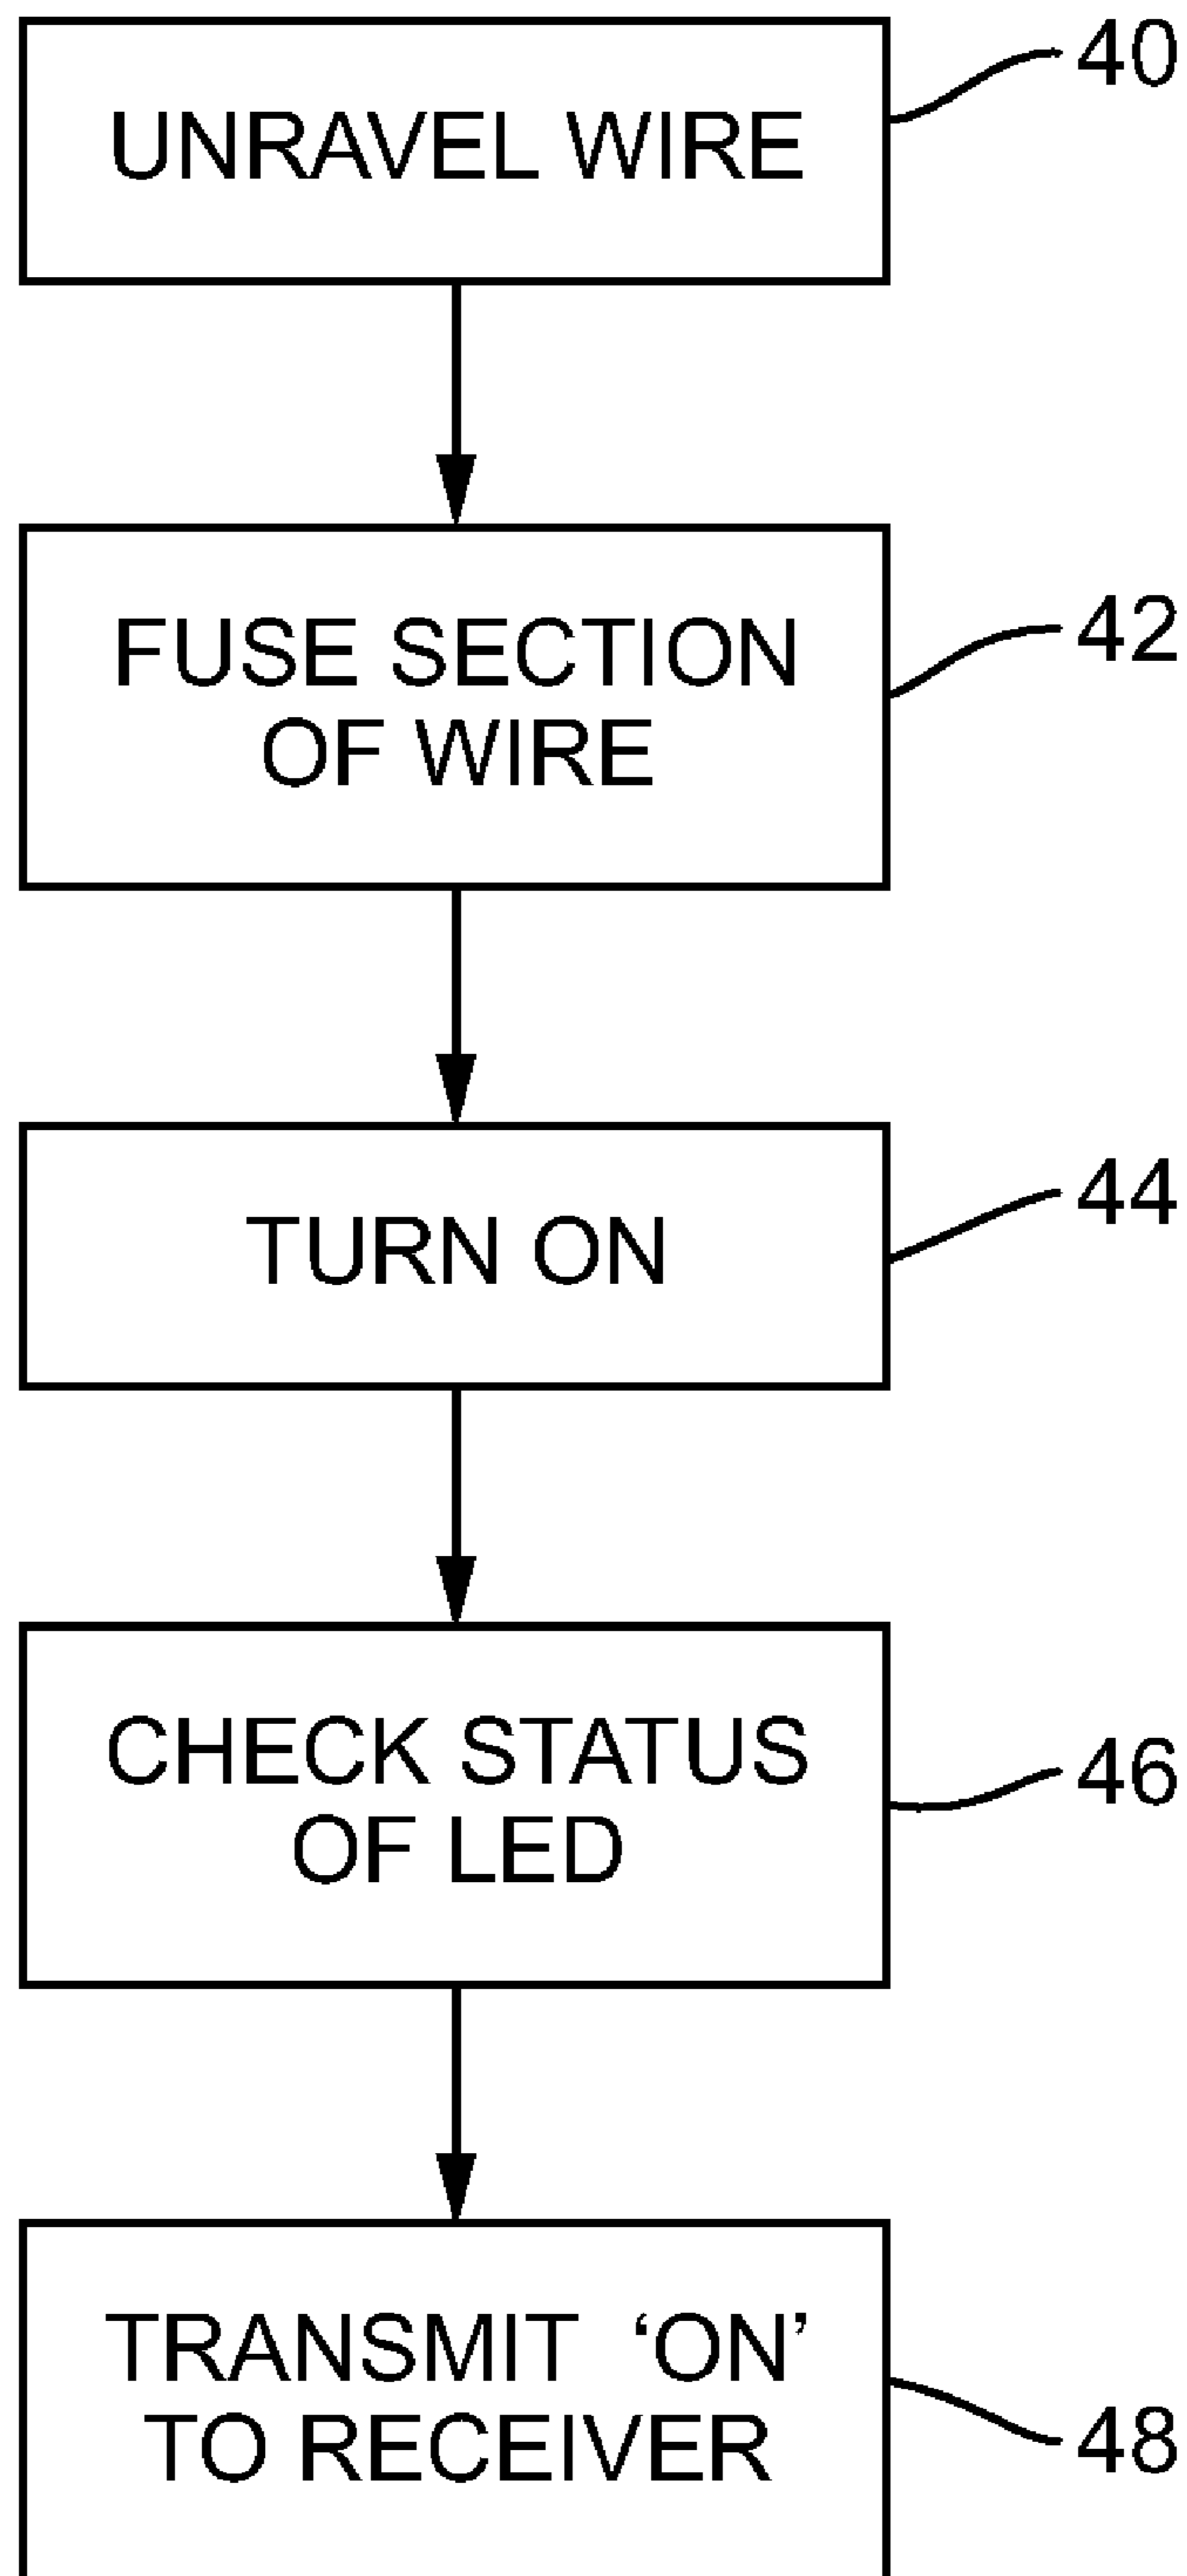 UNRAVEL WIRE
40
FUSE SECTION
OF WIRE
42
TURN ON
44
CHECK STATUS
OF LED
46
TRANSMIT ‘ON’
TO RECEIVER
48